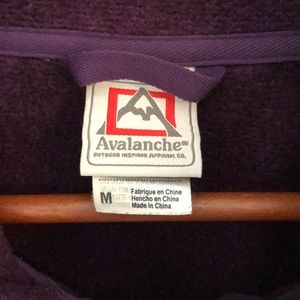 Avalanche®
OUTDOOR INSPIRED APPAREL CO.
M
Fabrique en Chine
Hencho en China
Made in China